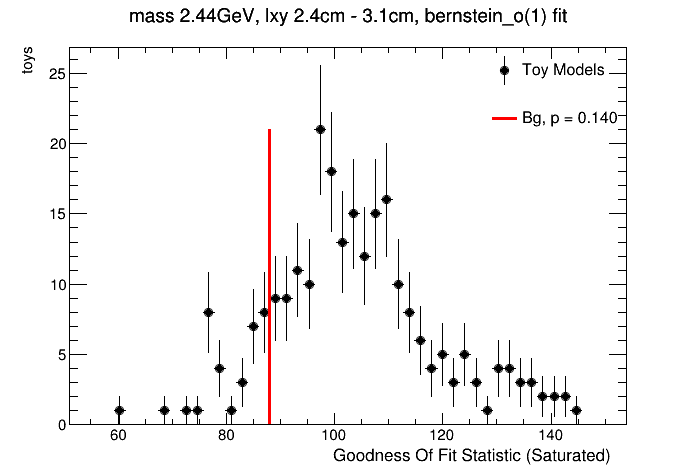 mass 2.44GeV, lxy 2.4cm - 3.1cm, bernstein_o(1) fit
toys
25
20
15
10
5
0
Toy Models
Bg, p = 0.140
60 80 100 120 140
Goodness Of Fit Statistic (Saturated)